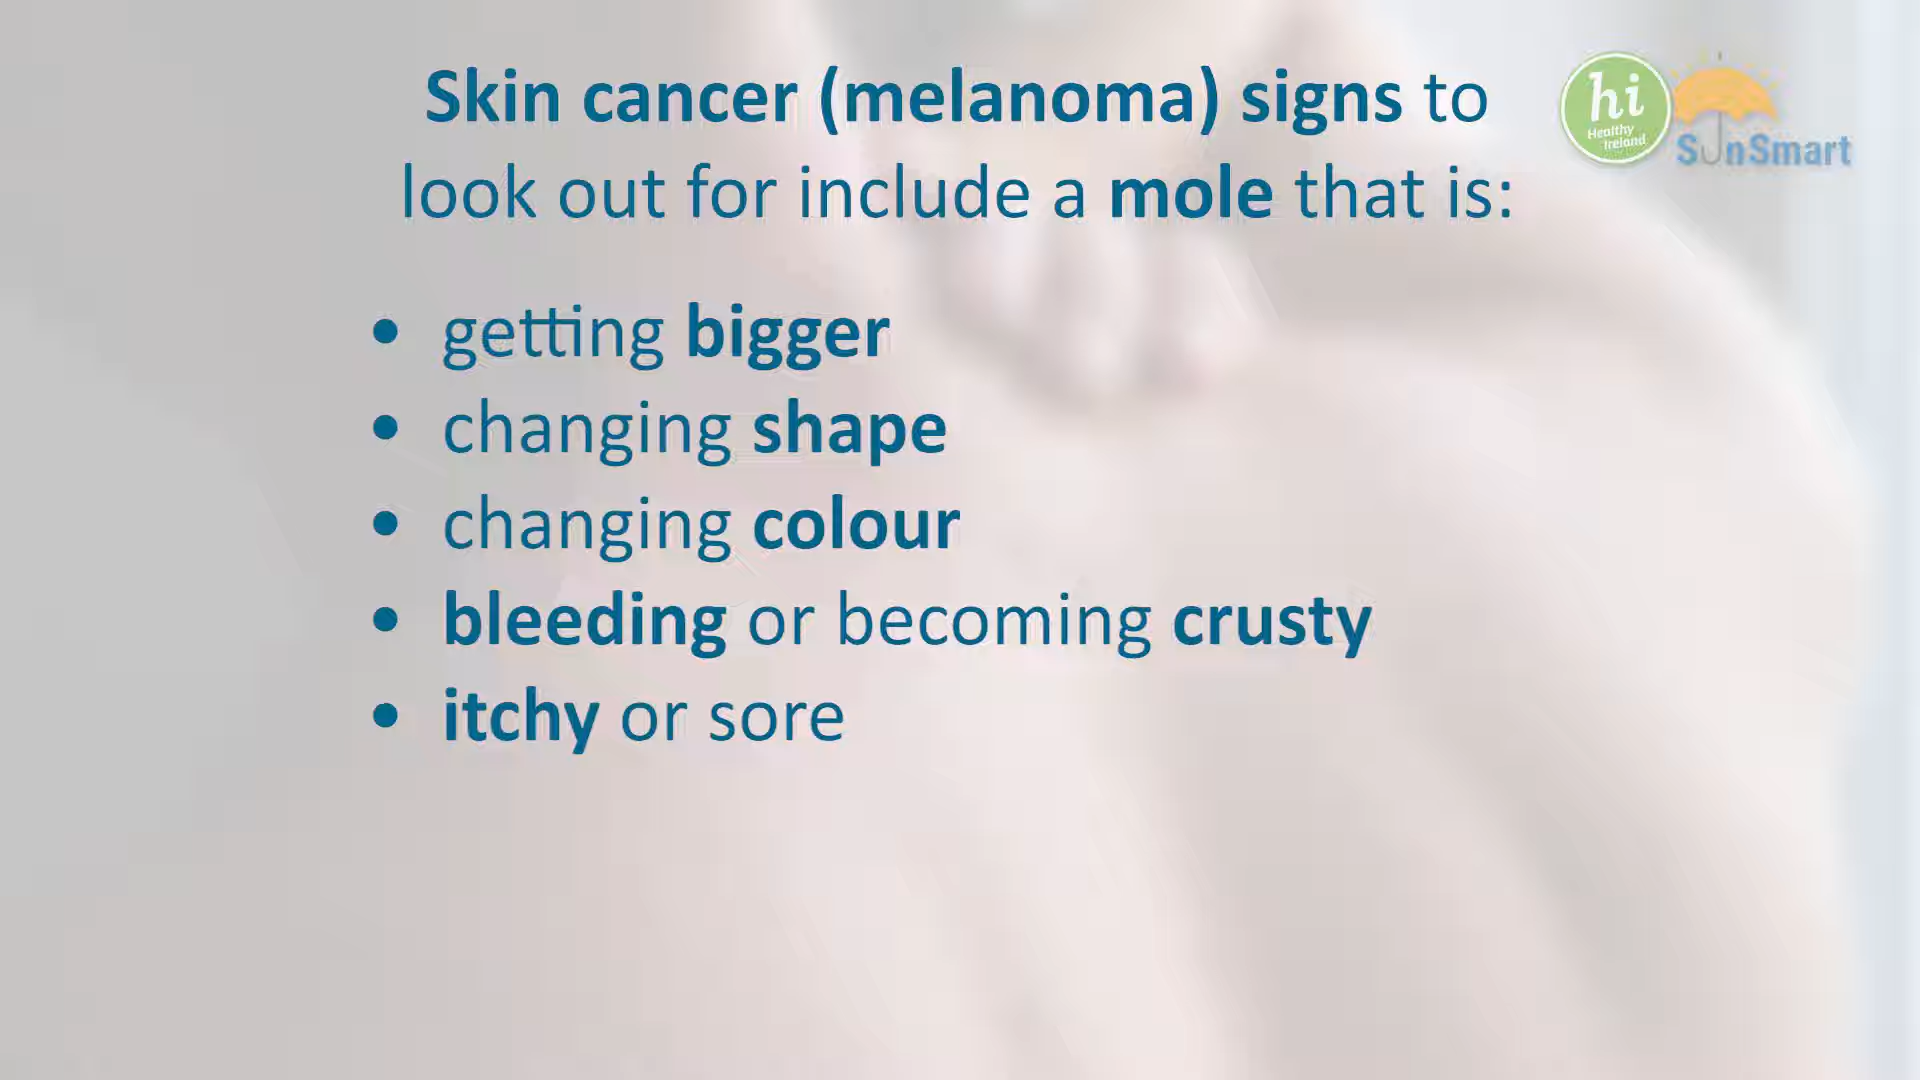 Skin cancer (melanoma) signs to
look out for include a mole that is:
• getting bigger
• changing shape
• changing colour
• bleeding or becoming crusty
• itchy or sore
hi
Healthy
Ireland
SunSmart